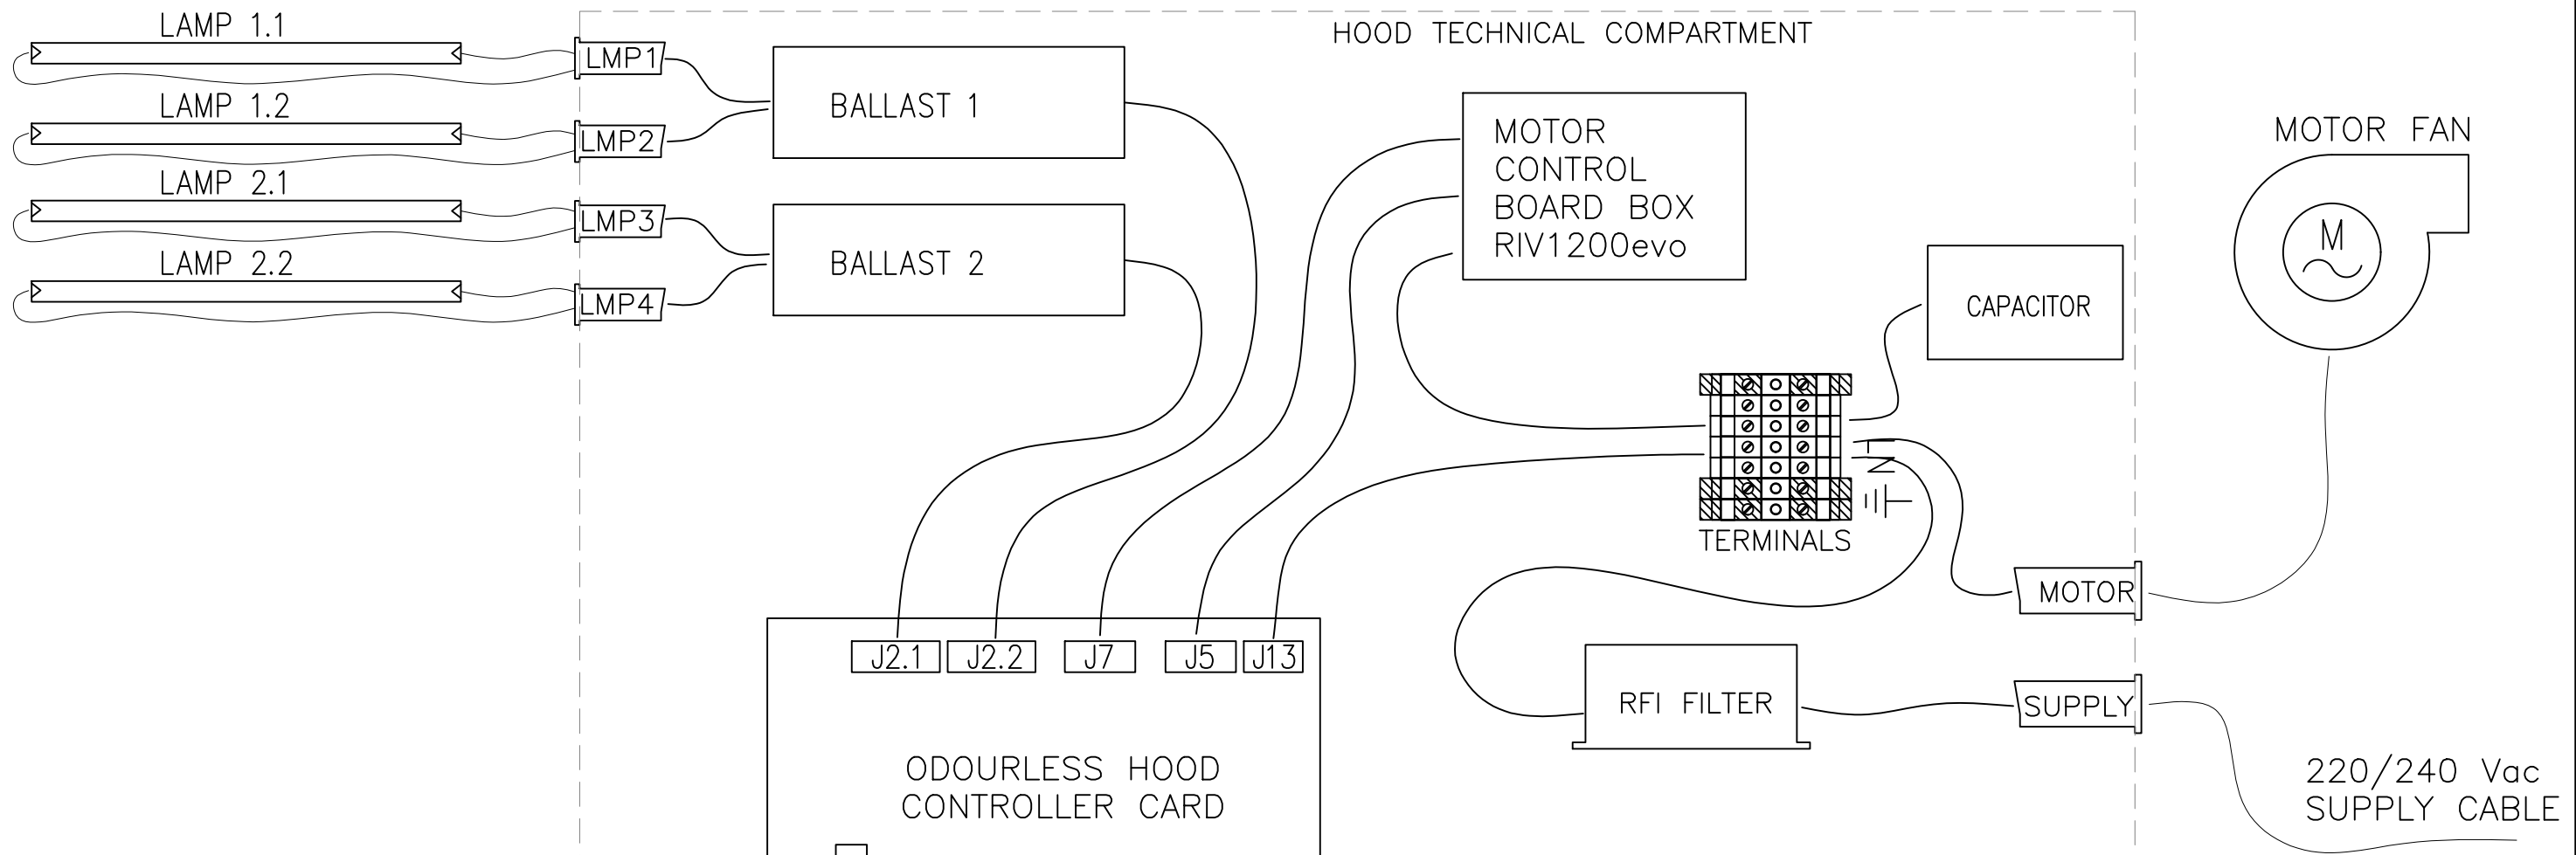 LAMP 1.1
LAMP 1.2
LAMP 2.1
LAMP 2.2
LMP1
LMP2
LMP3
LMP4
BALLAST 1
BALLAST 2
HOOD TECHNICAL COMPARTMENT
MOTOR
CONTROL
BOARD BOX
RIV1200evo
CAPACITOR
MOTOR FAN
M
L
N
TERMINALS
MOTOR
J2.1
J2.2
J7
J5
J13
RFI FILTER
SUPPLY
ODOURLESS HOOD
CONTROLLER CARD
220/240 Vac
SUPPLY CABLE